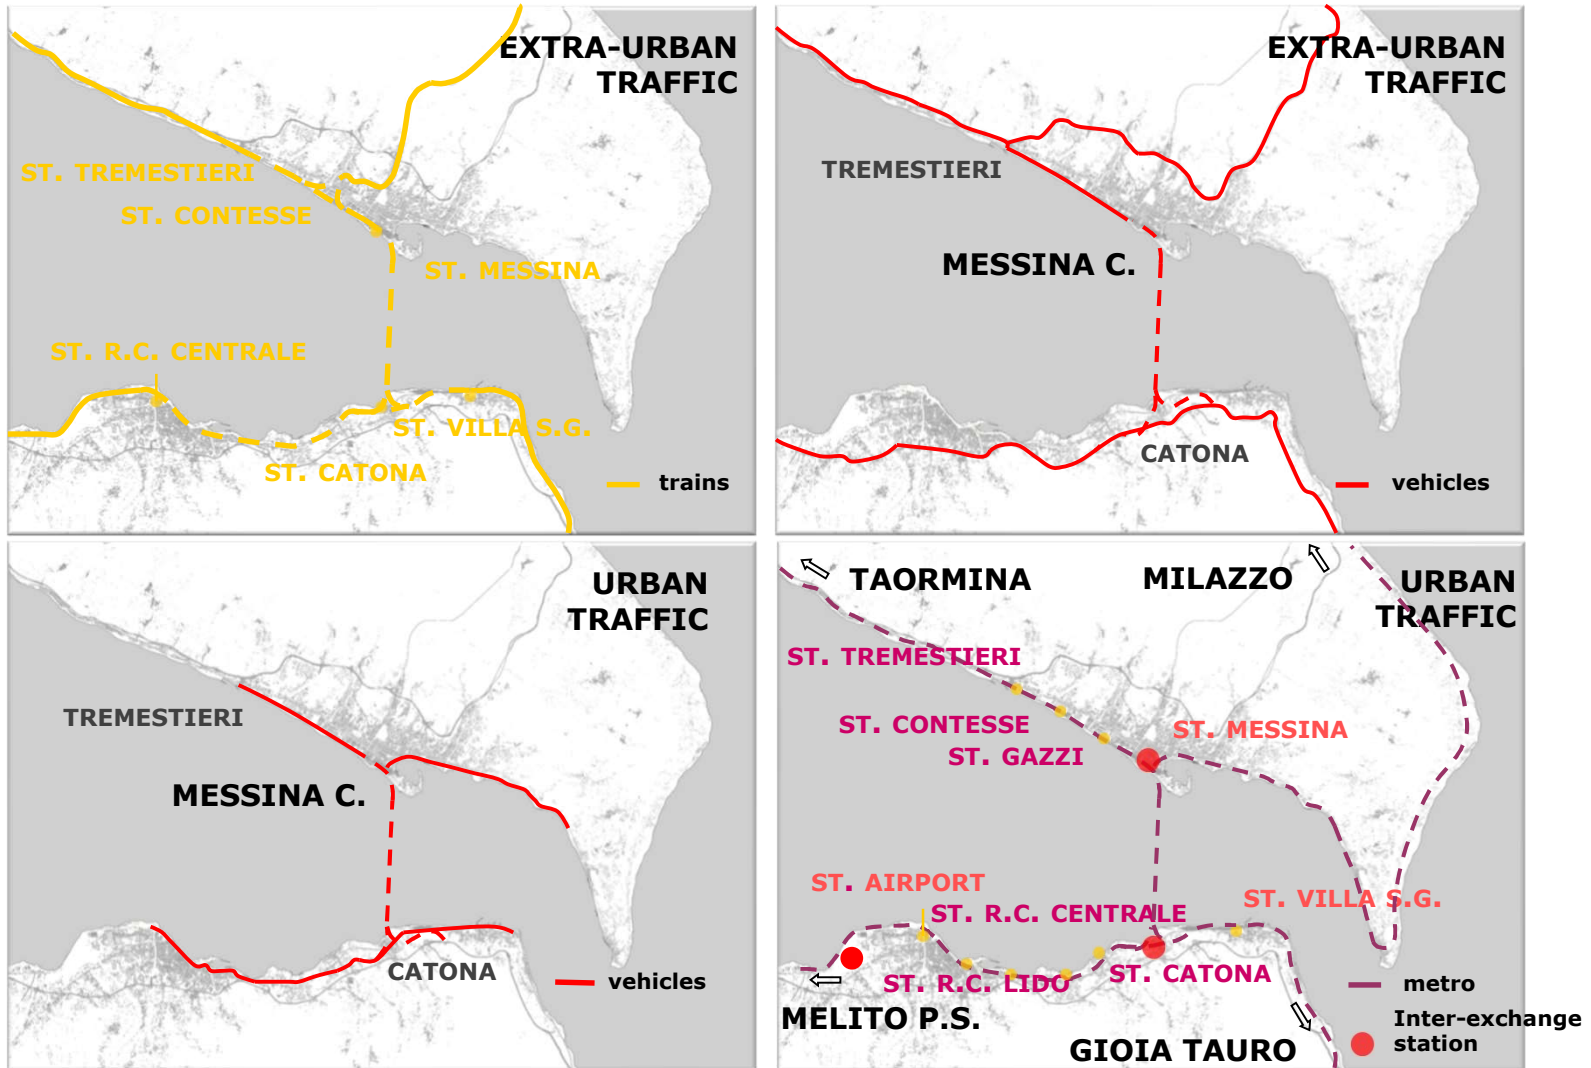 EXTRA-URBAN
TRAFFIC
ST. TREMESTIERI
ST. CONTESSE
ST. MESSINA
ST. R.C. CENTRALE
ST. VILLA S.G.
ST. CATONA
trains
EXTRA-URBAN
TRAFFIC
TREMESTIERI
MESSINA C.
CATONA
vehicles
URBAN
TRAFFIC
TREMESTIERI
MESSINA C.
CATONA
vehicles
TAORMINA
MILAZZO
URBAN
TRAFFIC
ST. TREMESTIERI
ST. CONTESSE
ST. MESSINA
ST. GAZZI
ST. AIRPORT
ST. VILLA S.G.
ST. R.C. CENTRALE
ST. CATONA
ST. R.C. LIDO
metro
MELITO P.S.
Inter-exchange
station
GIOIA TAURO